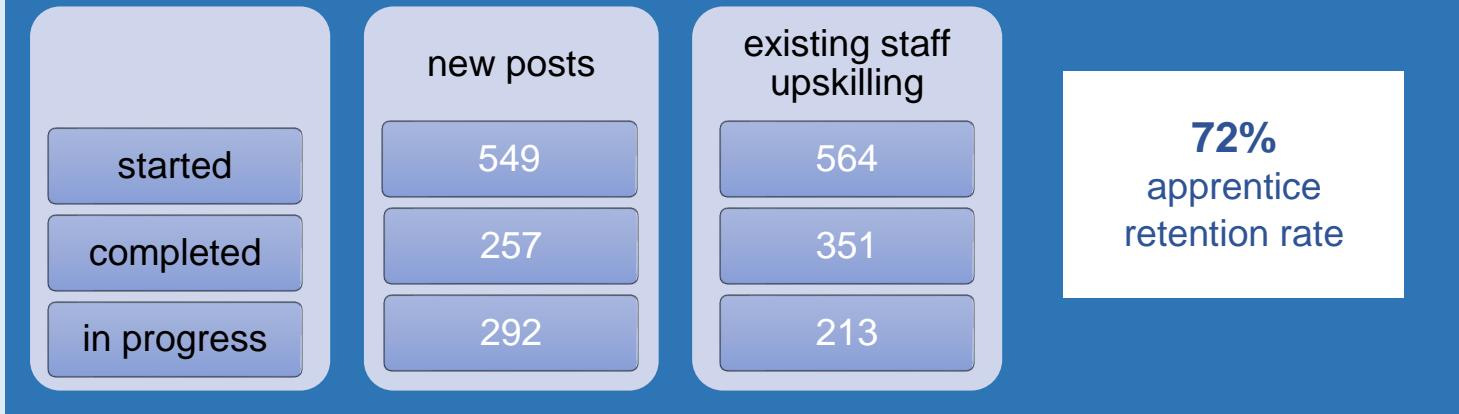 new posts
existing staff
upskilling
started
549
564
completed
257
351
in progress
292
213
72%
apprentice
retention rate